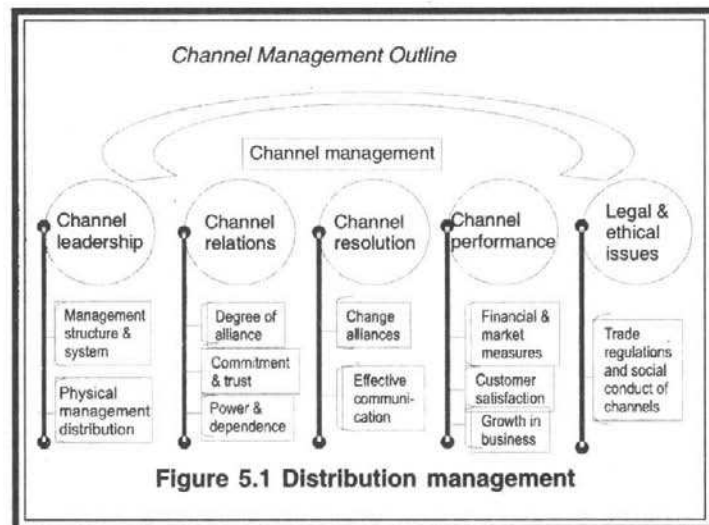 Channel Management Outline
Channel management
Channel
leadership
Channel
relations
Channel
resolution
Channel
performance
Legal &
ethical
issues
Management
structure &
system
Physical
management
distribution
Degree of
alliance
Commitment
& trust
Power &
dependence
Change
alliances
Effective
communi-
cation
Financial &
market
measures
Customer
satisfaction
Growth in
business
Trade
regulations
and social
conduct of
channels
Figure 5.1 Distribution management